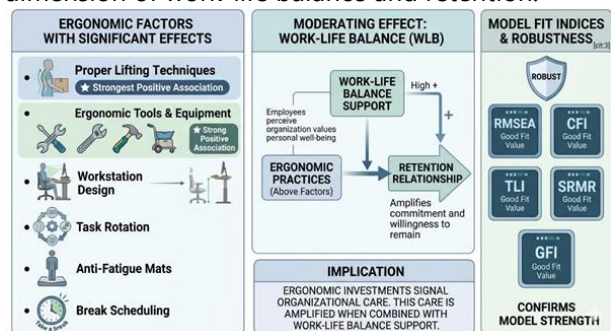 dimension of work-life balance and retention.
ERGONOMIC FACTORS
WITH SIGNIFICANT EFFECTS
Proper Lifting Techniques
★ Strongest Positive Association
Ergonomic Tools & Equipment
★ Strong
Positive
Association
Workstation
Design
Task Rotation
Anti-Fatigue Mats
Break Scheduling
Take a break
MODERATING EFFECT:
WORK-LIFE BALANCE (WLB)
WORK-LIFE
BALANCE SUPPORT
High +
+
Employees
perceive
organization values
personal well-being
ERGONOMIC
PRACTICES
(Above Factors)
RETENTION
RELATIONSHIP
Amplifies
commitment and
willingness to
remain
IMPLICATION
ERGONOMIC INVESTMENTS SIGNAL
ORGANIZATIONAL CARE. THIS CARE IS
AMPLIFIED WHEN COMBINED WITH
WORK-LIFE BALANCE SUPPORT.
MODEL FIT INDICES
& ROBUSTNESS
[cit:3]
ROBUST
RMSEA
Good Fit
Value
CFI
Good Fit
Value
TLI
Good Fit
Value
SRMR
Good Fit
Value
GFI
Good Fit
Value
CONFIRMS
MODEL STRENGTH